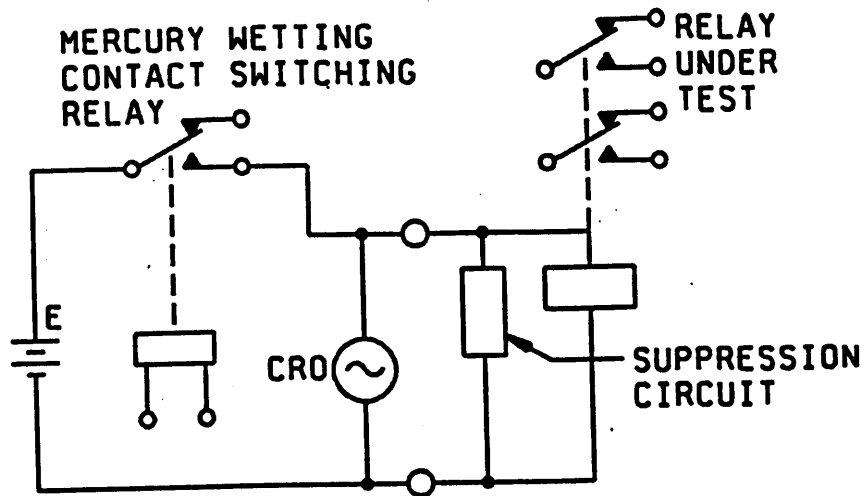 MERCURY WETTING
CONTACT SWITCHING
RELAY
RELAY
UNDER
TEST
E
CRO
SUPPRESSION
CIRCUIT